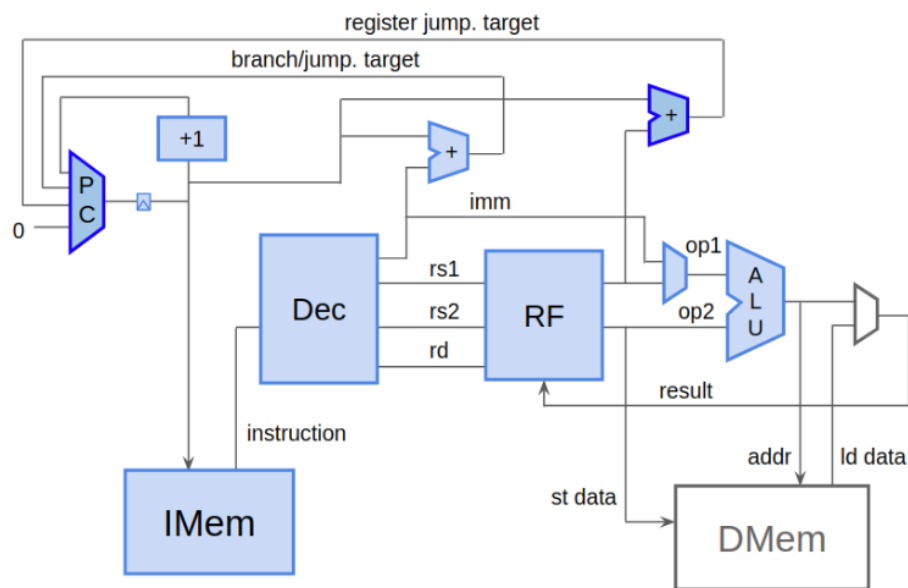 register jump. target
branch/jump. target
+1
+
+
P
C
0
imm
Dec
rs1
rs2
rd
RF
op1
op2
A
L
U
result
instruction
addr
ld data
st data
IMem
DMem